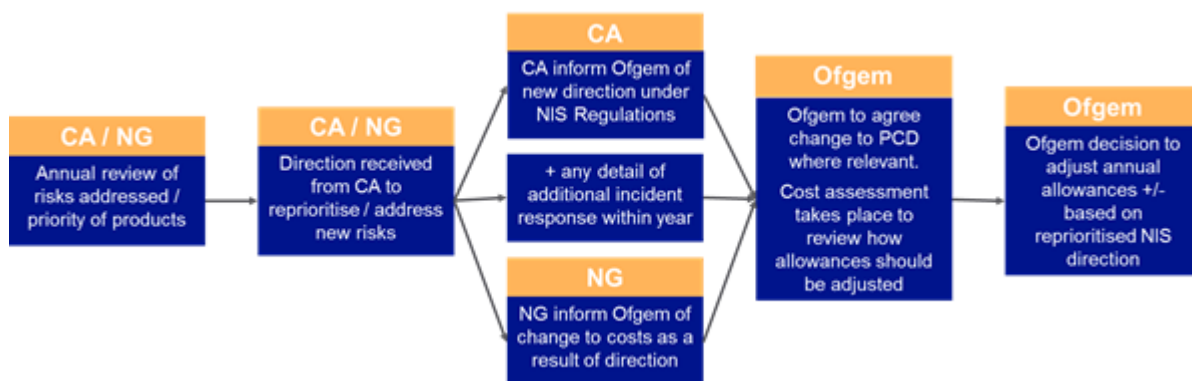 CA / NG
Annual review of
risks addressed /
priority of products
CA / NG
Direction received
from CA to
reprioritise / address
new risks
CA
CA inform Ofgem of
new direction under
NIS Regulations
+ any detail of
additional incident
response within year
NG
NG inform Ofgem of
change to costs as a
result of direction
Ofgem
Ofgem to agree
change to PCD
where relevant.
Cost assessment
takes place to
review how
allowances should
be adjusted
Ofgem
Ofgem decision to
adjust annual
allowances +/-
based on
reprioritised NIS
direction